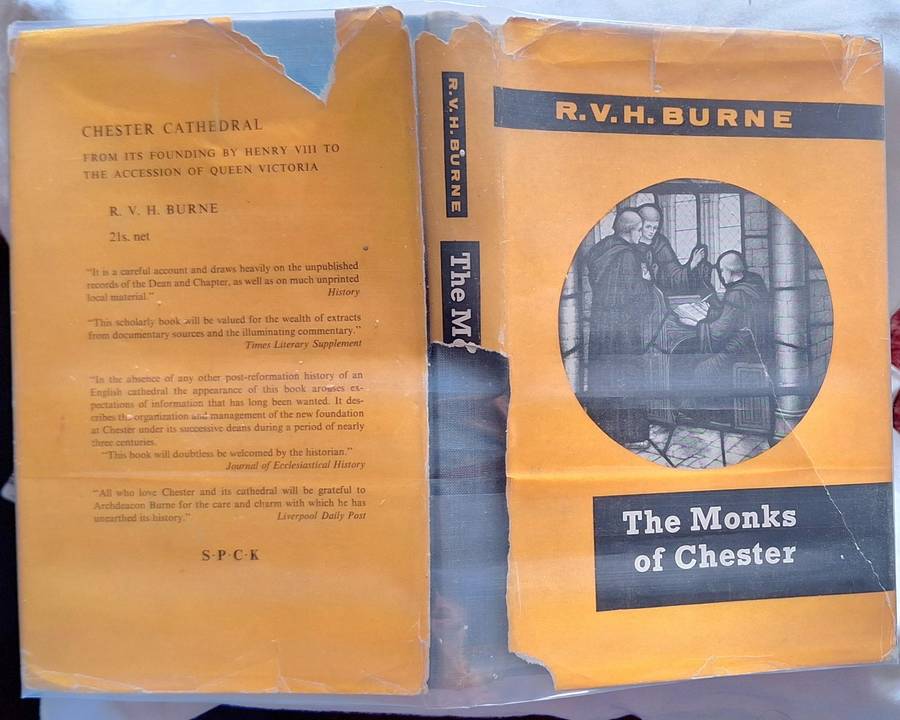 CHESTER CATHEDRAL
FROM ITS FOUNDING BY HENRY VIII TO
THE ACCESSION OF QUEEN VICTORIA
R. V. H. BURNE
21s. net
“It is a careful account and draws heavily on the unpublished
records of the Dean and Chapter, as well as on much unprinted
local material.” History
“This scholarly book will be valued for the wealth of extracts
from documentary sources and the illuminating commentary.”
Times Literary Supplement
“In the absence of any other post-reformation history of an
English cathedral the appearance of this book arouses ex-
pectations of information that has long been wanted. It des-
cribes the organization and management of the new foundation
at Chester under its successive deans during a period of nearly
three centuries.
“This book will doubtless be welcomed by the historian.”
Journal of Ecclesiastical History
“All who love Chester and its cathedral will be grateful to
Archdeacon Burne for the care and charm with which he has
unearthed its history.” Liverpool Daily Post
S·P·C·K
R.V.H. BURNE
The M
R.V.H. BURNE
The Monks
of Chester